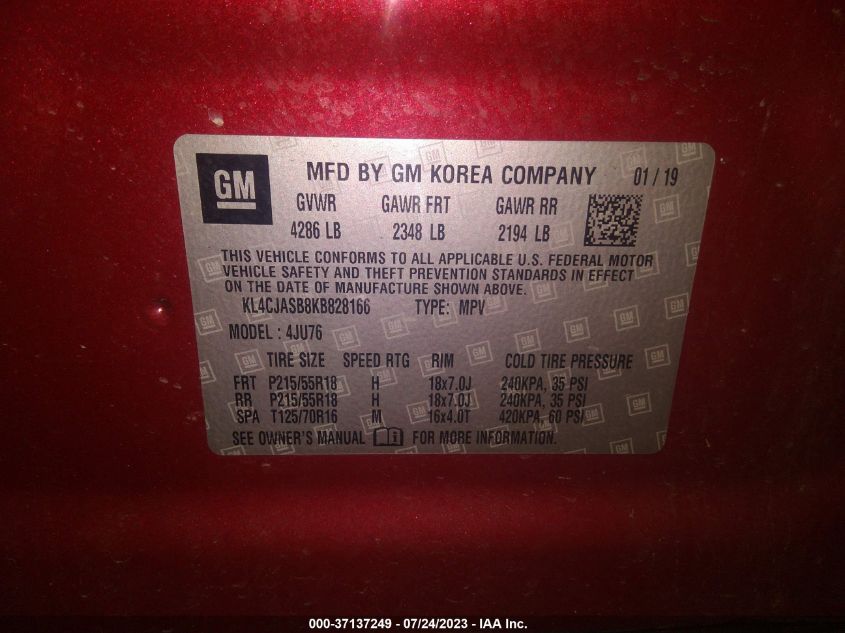 GM MFD BY GM KOREA COMPANY 01 / 19
GVWR GAWR FRT GAWR RR
4286 LB 2348 LB 2194 LB
THIS VEHICLE CONFORMS TO ALL APPLICABLE U.S. FEDERAL MOTOR
VEHICLE SAFETY AND THEFT PREVENTION STANDARDS IN EFFECT
ON THE DATE OF MANUFACTURE SHOWN ABOVE.
KL4CJASB8KB828166 TYPE: MPV
MODEL : 4JU76
TIRE SIZE SPEED RTG R/M COLD TIRE PRESSURE
FRT P215/55R18 H 18x7.0J 240KPA, 35 PSI
RR P215/55R18 H 18x7.0J 240KPA, 35 PSI
SPA T125/70R16 M 16x4.0T 420KPA, 60 PSI
SEE OWNER'S MANUAL FOR MORE INFORMATION.
000-37137249 - 07/24/2023 - IAA Inc.